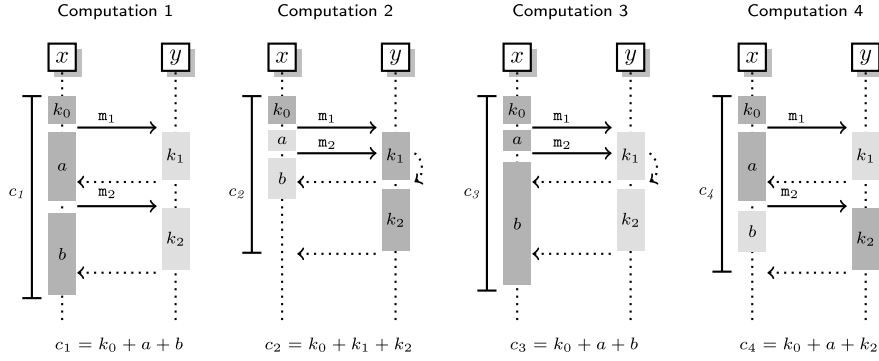 Computation 1 Computation 2 Computation 3 Computation 4
x y x y x y x y
k₀ k₀ k₀ k₀
m₁ m₁ m₁ m₁
a k₁ a k₁ a k₁ a k₁
m₂ m₂
b
c₁ m₂ c₂ c₃ c₄ m₂
b k₂ k₂ b k₂ b k₂
c₁ = k₀ + a + b c₂ = k₀ + k₁ + k₂ c₃ = k₀ + a + b c₄ = k₀ + a + k₂